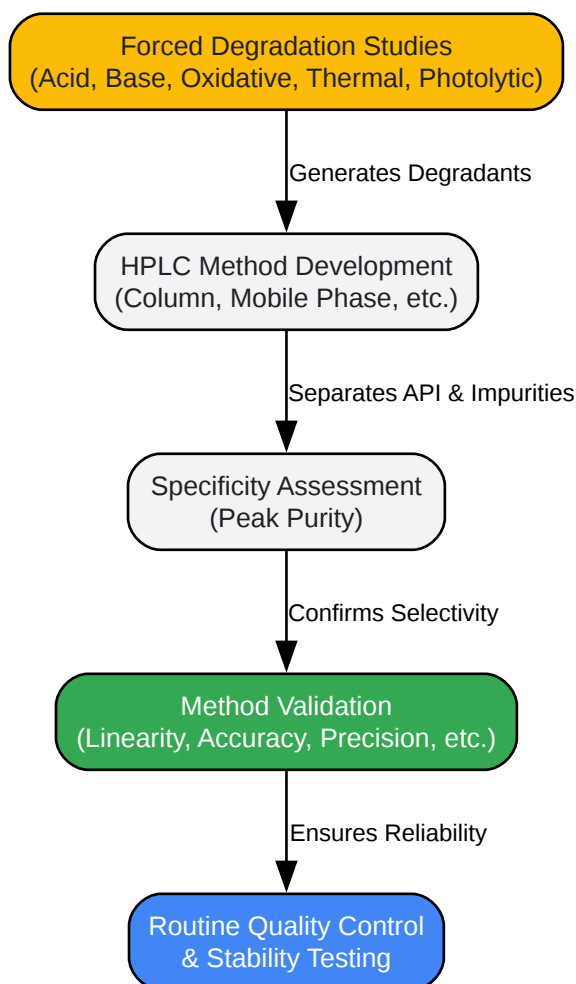 Forced Degradation Studies
(Acid, Base, Oxidative, Thermal, Photolytic)
Generates Degradants
HPLC Method Development
(Column, Mobile Phase, etc.)
Separates API & Impurities
Specificity Assessment
(Peak Purity)
Confirms Selectivity
Method Validation
(Linearity, Accuracy, Precision, etc.)
Ensures Reliability
Routine Quality Control
& Stability Testing